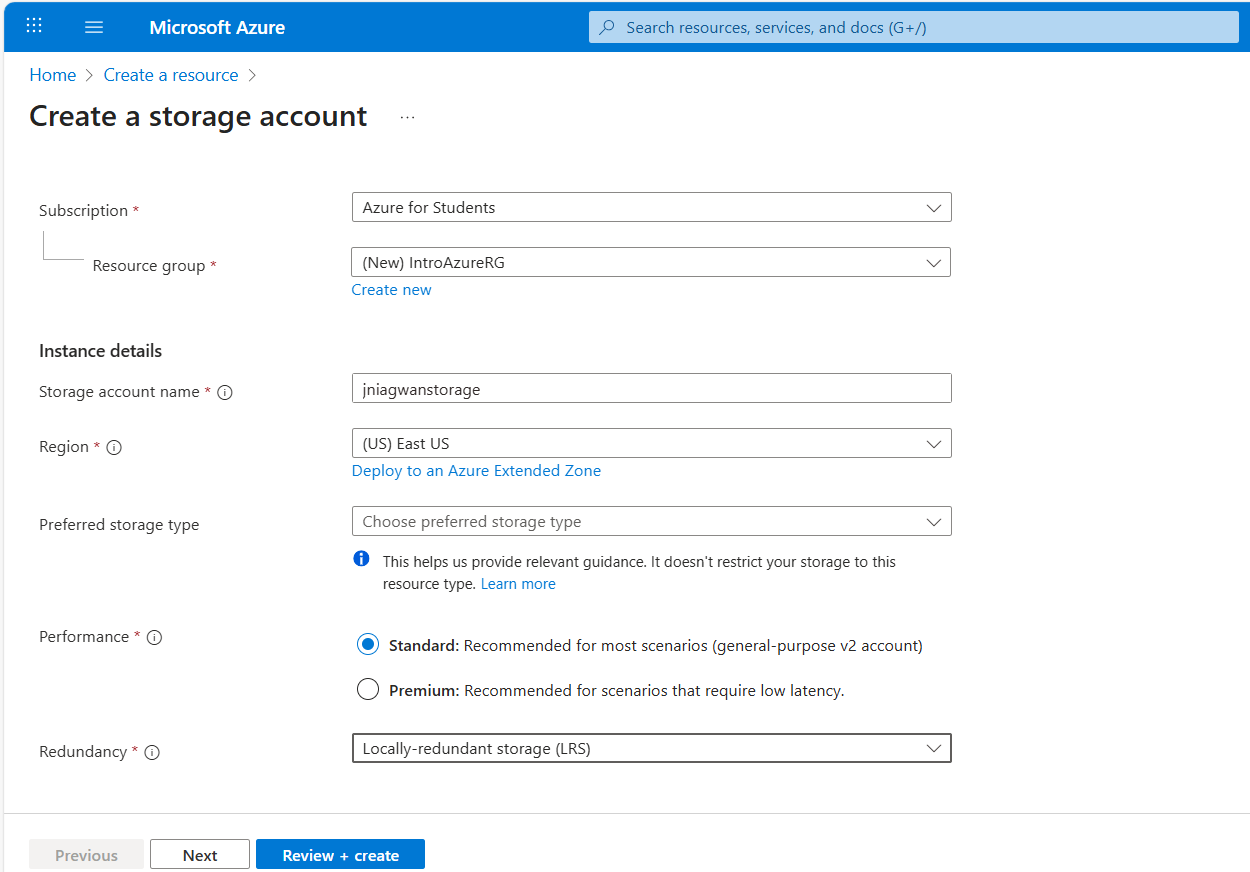 Microsoft Azure
Search resources, services, and docs (G+/)
Home > Create a resource >
Create a storage account ...
Subscription *
Azure for Students
Resource group *
(New) IntroAzureRG
Create new
Instance details
Storage account name *
jniagwanstorage
Region *
(US) East US
Deploy to an Azure Extended Zone
Preferred storage type
Choose preferred storage type
This helps us provide relevant guidance. It doesn't restrict your storage to this
resource type. Learn more
Performance *
Standard: Recommended for most scenarios (general-purpose v2 account)
Premium: Recommended for scenarios that require low latency.
Redundancy *
Locally-redundant storage (LRS)
Previous
Next
Review + create